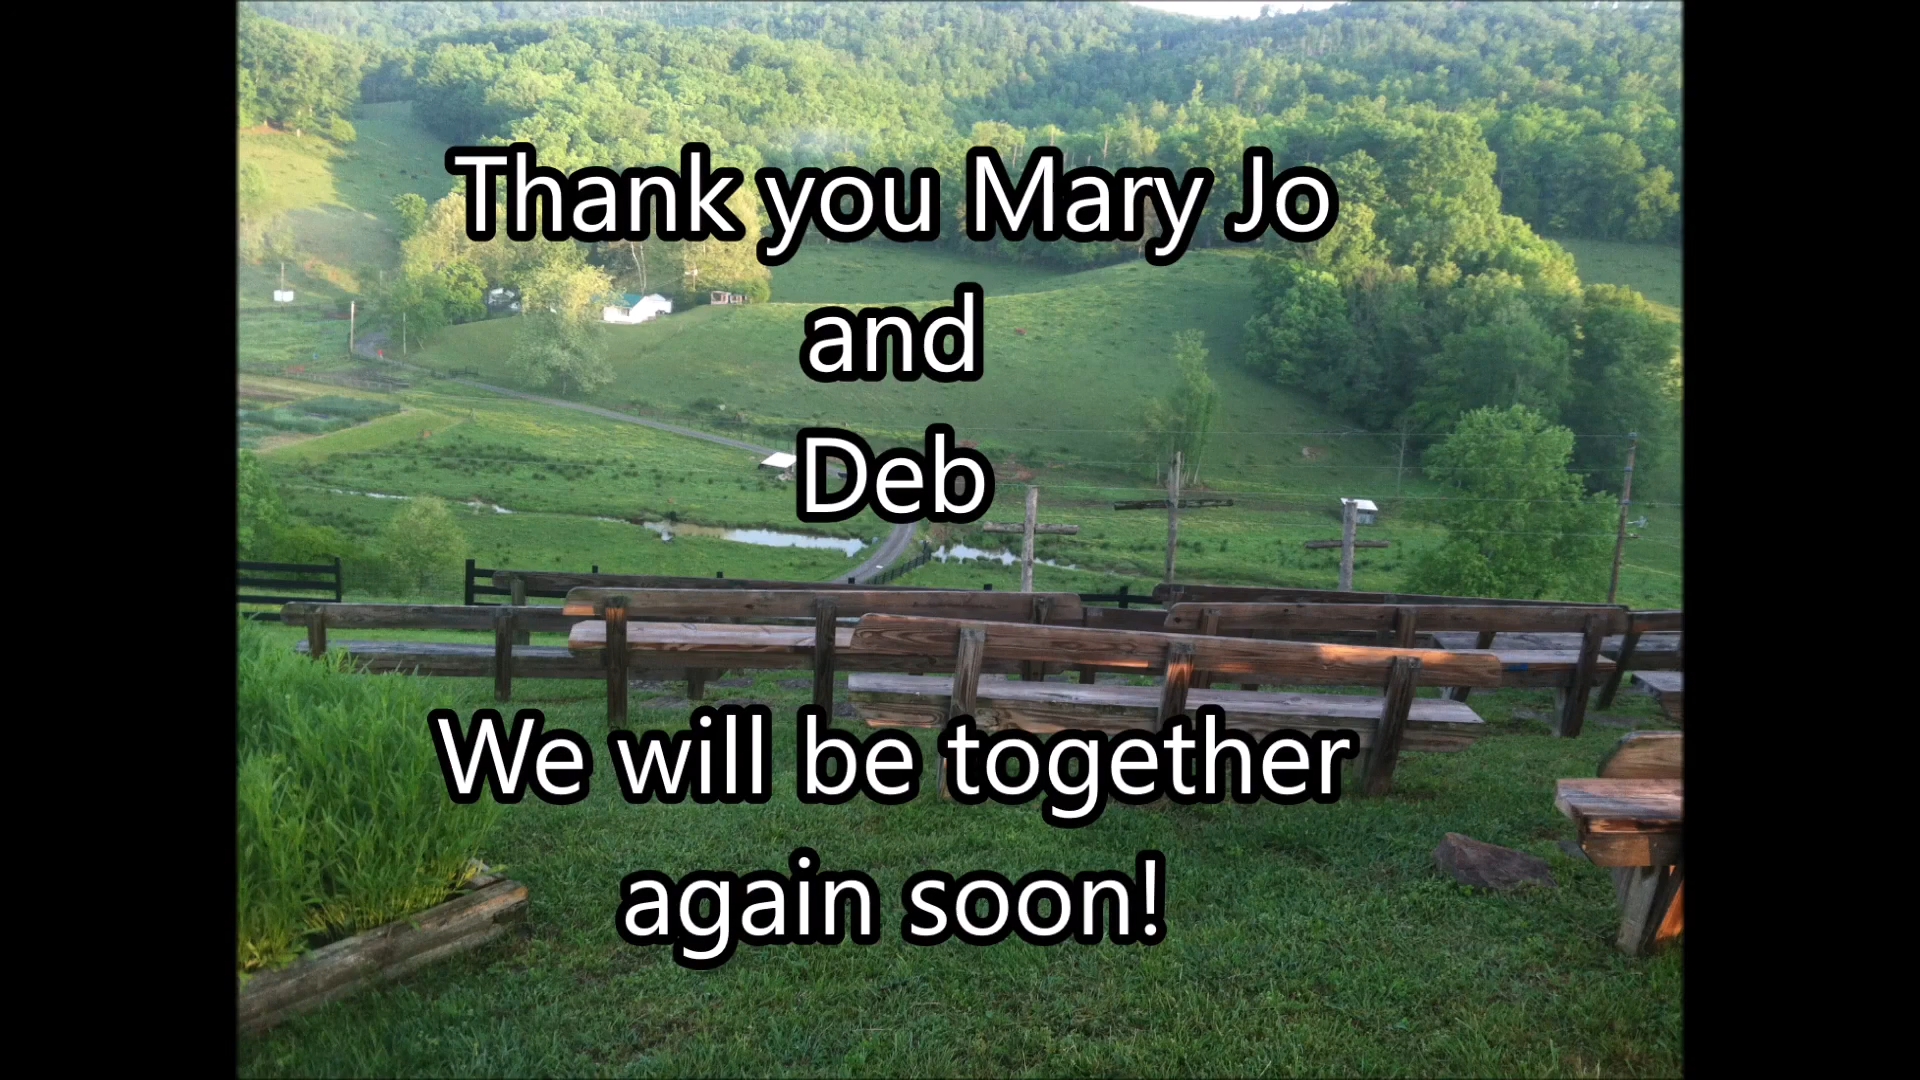 Thank you Mary Jo
and
Deb
We will be together
again soon!